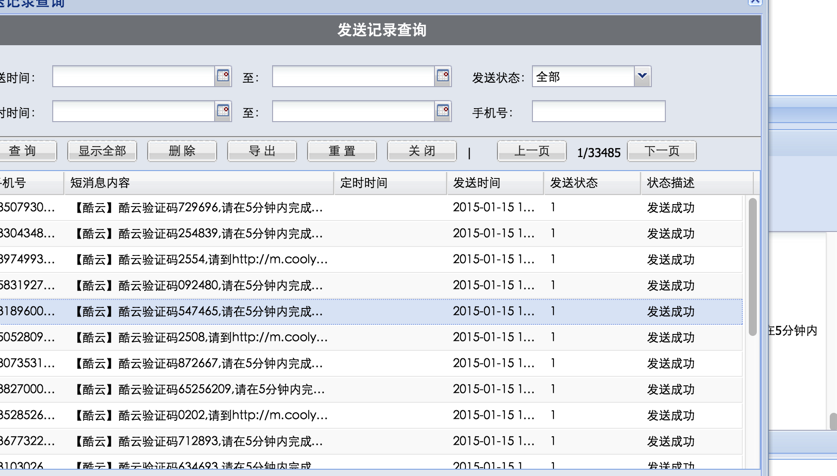 送记录查询
发送记录查询
送时间: 至: 发送状态: 全部
时时间: 至: 手机号:
查 询 显示全部 删 除 导 出 重 置 关 闭 | 上一页 1/33485 下一页
手机号 短消息内容 定时时间 发送时间 发送状态 状态描述
3507930... 【酷云】酷云验证码729696,请在5分钟内完成... 2015-01-15 1... 1 发送成功
3304348... 【酷云】酷云验证码254839,请在5分钟内完成... 2015-01-15 1... 1 发送成功
3974993... 【酷云】酷云验证码2554,请到http://m.cooly... 2015-01-15 1... 1 发送成功
5831927... 【酷云】酷云验证码092480,请在5分钟内完成... 2015-01-15 1... 1 发送成功
3189600... 【酷云】酷云验证码547465,请在5分钟内完成... 2015-01-15 1... 1 发送成功
5052809... 【酷云】酷云验证码2508,请到http://m.cooly... 2015-01-15 1... 1 发送成功
在5分钟内
3073531... 【酷云】酷云验证码872667,请在5分钟内完成... 2015-01-15 1... 1 发送成功
3827000... 【酷云】酷云验证码65256209,请在5分钟内完... 2015-01-15 1... 1 发送成功
3528526... 【酷云】酷云验证码0202,请到http://m.cooly... 2015-01-15 1... 1 发送成功
3677322... 【酷云】酷云验证码712893,请在5分钟内完成... 2015-01-15 1... 1 发送成功
3103026... 【酷云】酷云验证码634693,请在5分钟内完成... 2015-01-15 1... 1 发送成功